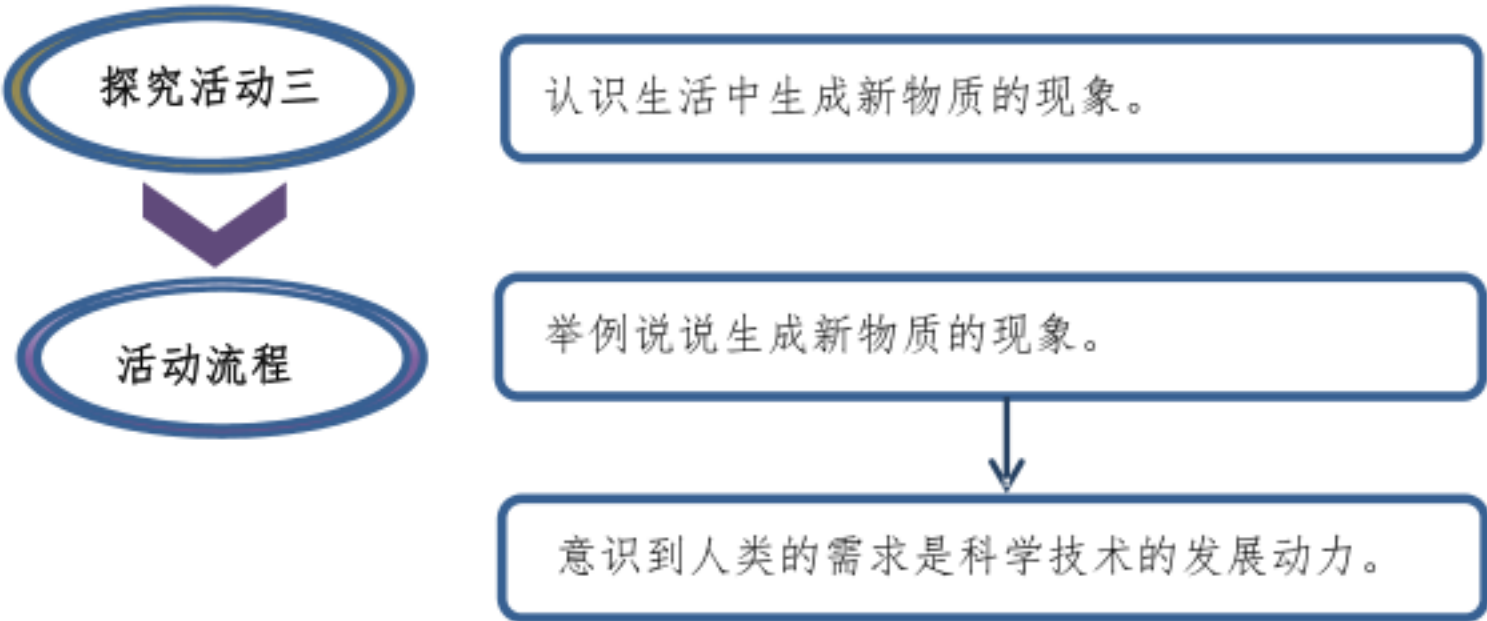 探究活动三
认识生活中生成新物质的现象。
活动流程
举例说说生成新物质的现象。
意识到人类的需求是科学技术的发展动力。